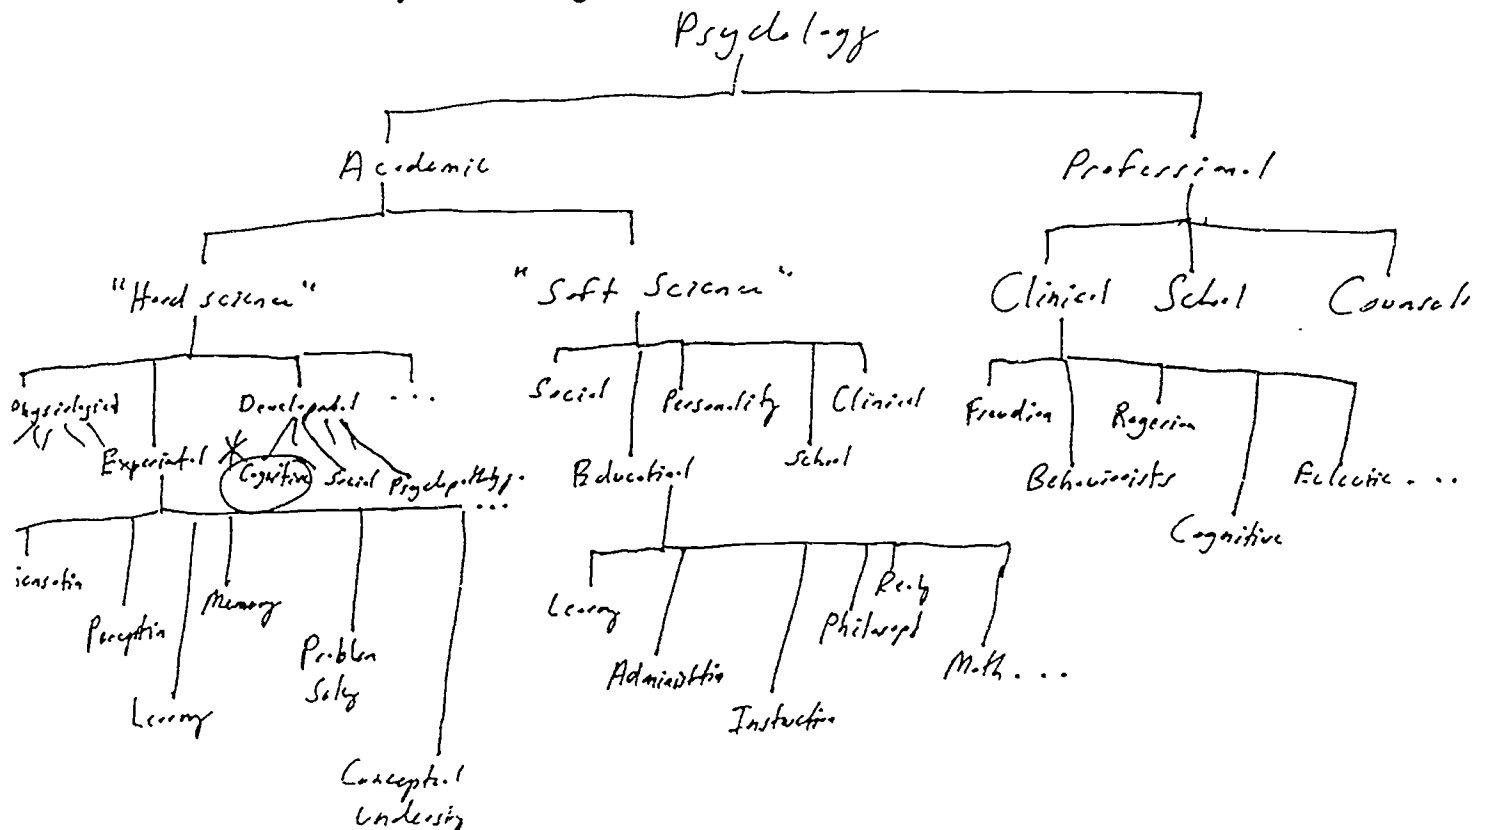 Psychology
Academic Professional
"Hard science" "Soft Science" Clinical School Counsel
Physiological Developmental ... Social Personality Clinical Freudian Rogerian
Experimental * Cognitive Social Psychopathology ... Educational School Behaviorists Cognitive Eclectic ...
Sensation Perception Learning Memory Problem
Solving
Conceptual
Understanding
Learning Administration Instruction Philosophy Reading Math ...